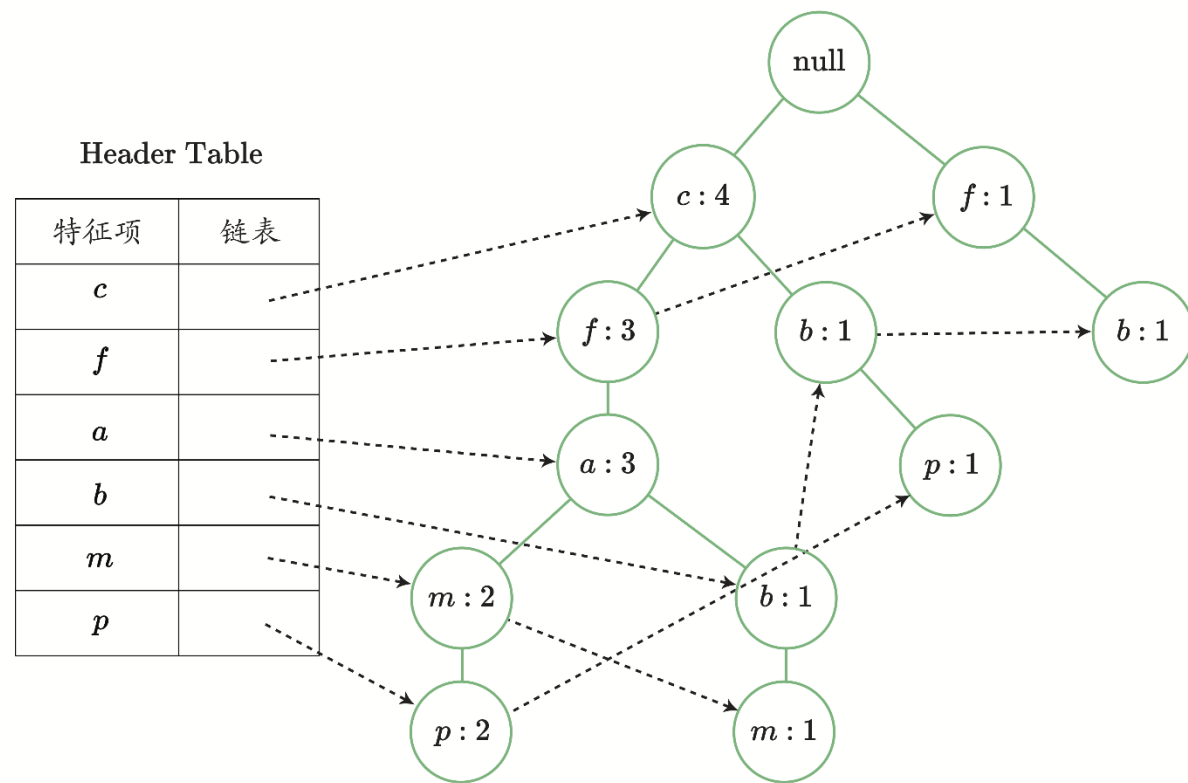 null
Header Table
特征项 链表
c
f
a
b
m
p
c : 4
f : 1
f : 3
b : 1
b : 1
a : 3
p : 1
m : 2
b : 1
p : 2
m : 1